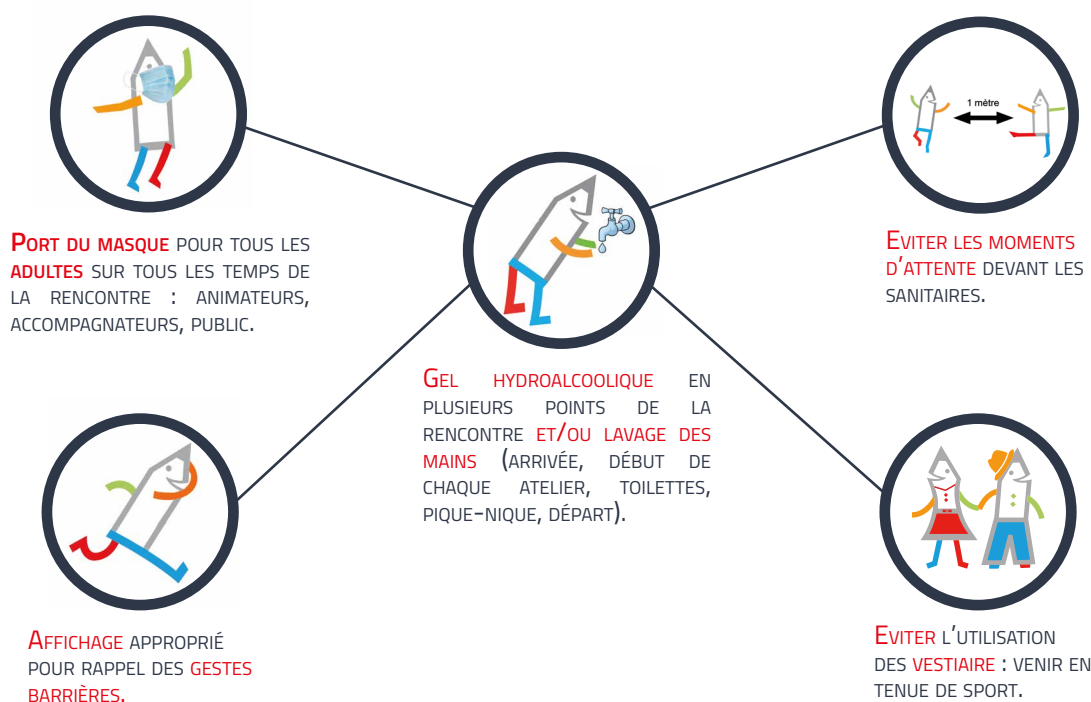 PORT DU MASQUE POUR TOUS LES
ADULTES SUR TOUS LES TEMPS DE
LA RENCONTRE : ANIMATEURS,
ACCOMPAGNATEURS, PUBLIC.
1 mètre
EVITER LES MOMENTS
D'ATTENTE DEVANT LES
SANITAIRES.
GEL HYDROALCOOLIQUE EN
PLUSIEURS POINTS DE LA
RENCONTRE ET/OU LAVAGE DES
MAINS (ARRIVÉE, DÉBUT DE
CHAQUE ATELIER, TOILETTES,
PIQUE-NIQUE, DÉPART).
AFFICHAGE APPROPRIÉ
POUR RAPPEL DES GESTES
BARRIÈRES.
EVITER L'UTILISATION
DES VESTIAIRE : VENIR EN
TENUE DE SPORT.